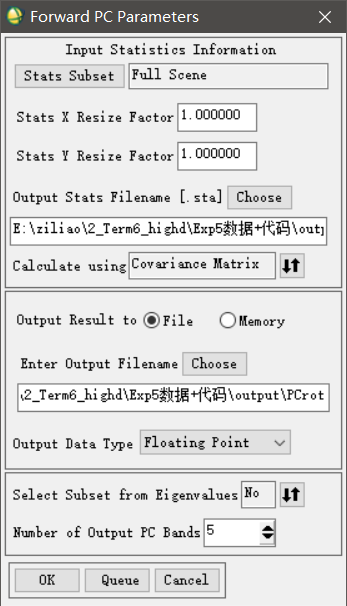 Forward PC Parameters
Input Statistics Information
Stats Subset Full Scene
Stats X Resize Factor 1.000000
Stats Y Resize Factor 1.000000
Output Stats Filename [.sta] Choose
E:\ziliao\2_Term6_highd\Exp5数据+代码\outp
Calculate using Covariance Matrix
Output Result to File Memory
Enter Output Filename Choose
\2_Term6_highd\Exp5数据+代码\output\PCrot
Output Data Type Floating Point
Select Subset from Eigenvalues No
Number of Output PC Bands 5
OK Queue Cancel